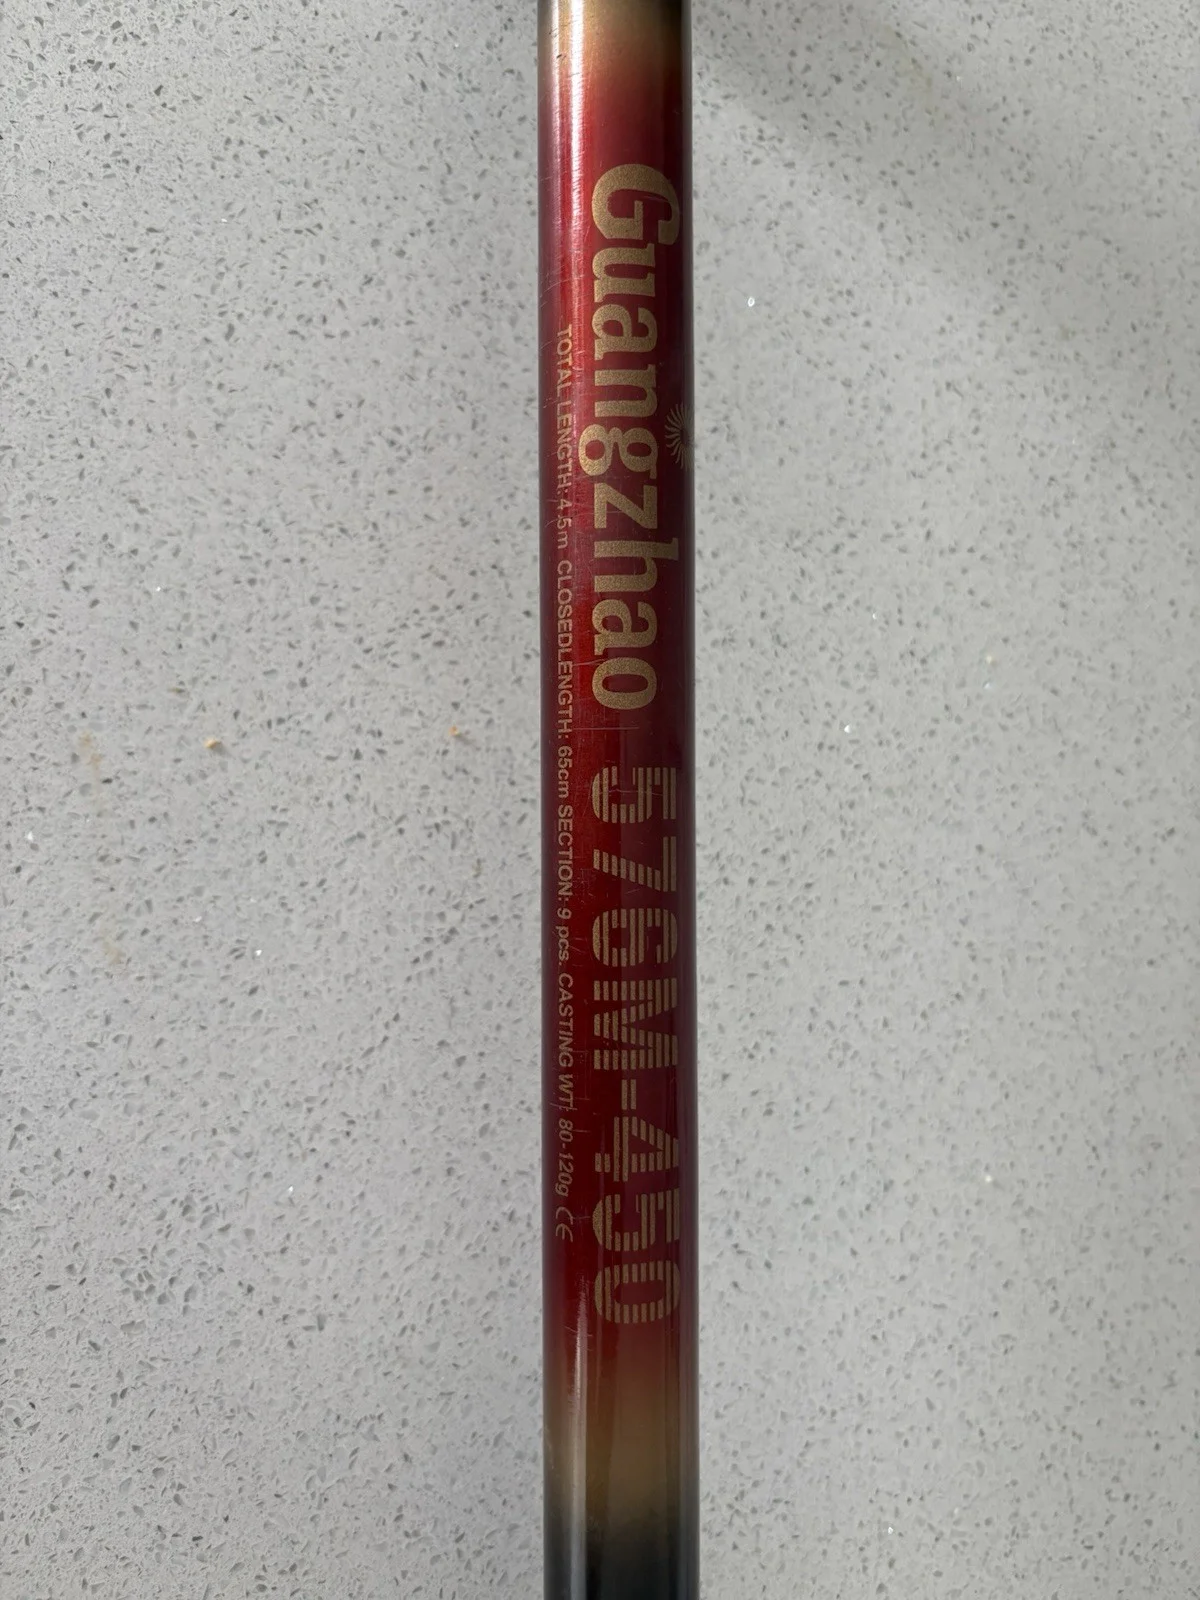 Guangzhao 576M-450
TOTAL LENGTH: 4.5m CLOSEDLENGTH: 65cm SECTION: 9 pcs. CASTING WT: 80-120g CE